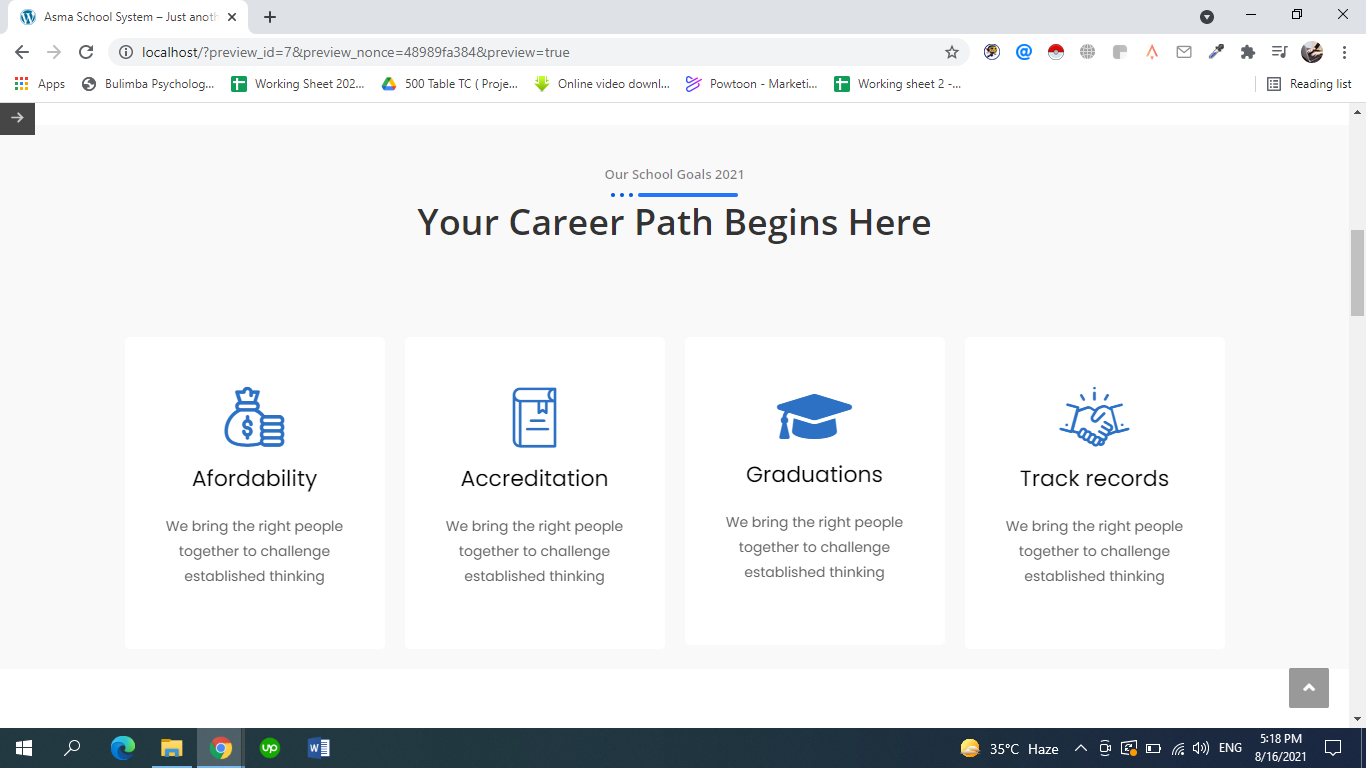 Asma School System – Just anoth
localhost/?preview_id=7&preview_nonce=48989fa384&preview=true
Apps
Bulimba Psycholog...
Working Sheet 202...
500 Table TC ( Proje...
Online video downl...
Powtoon - Marketi...
Working sheet 2 -...
Reading list
Our School Goals 2021
Your Career Path Begins Here
Afordability
We bring the right people
together to challenge
established thinking
Accreditation
We bring the right people
together to challenge
established thinking
Graduations
We bring the right people
together to challenge
established thinking
Track records
We bring the right people
together to challenge
established thinking
35°C Haze
ENG
5:18 PM
8/16/2021